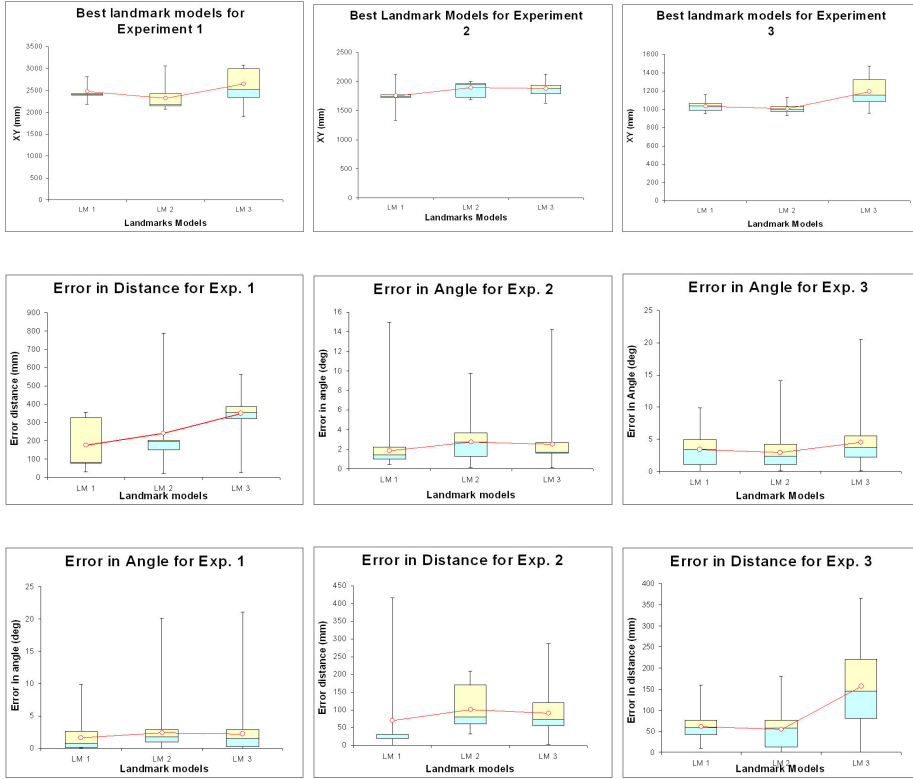 Best landmark models for
Experiment 1
3500
3000
2500
2000
1500
1000
500
0
XY (mm)
LM 1 LM 2 LM 3
Landmarks Models
Best Landmark Models for Experiment
2
2500
2000
1500
1000
500
0
XY (mm)
LM 1 LM 2 LM 3
Landmarks Models
Best landmark models for Experiment
3
1600
1400
1200
1000
800
600
400
200
0
XY (mm)
LM 1 LM 2 LM 3
Landmark Models
Error in Distance for Exp. 1
900
800
700
600
500
400
300
200
100
0
Error distance (mm)
LM 1 LM 2 LM 3
Landmark models
Error in Angle for Exp. 2
16
14
12
10
8
6
4
2
0
Error in angle (deg)
LM 1 LM 2 LM 3
Landmark models
Error in Angle for Exp. 3
25
20
15
10
5
0
Error in Angle (deg)
LM 1 LM 2 LM 3
Landmark Models
Error in Angle for Exp. 1
25
20
15
10
5
0
Error in angle (deg)
LM 1 LM 2 LM 3
Landmark models
Error in Distance for Exp. 2
450
400
350
300
250
200
150
100
50
0
Error distance (mm)
LM 1 LM 2 LM 3
Landmark models
Error in Distance for Exp. 3
400
350
300
250
200
150
100
50
0
Error in distance (mm)
LM 1 LM 2 LM 3
Landmark Models